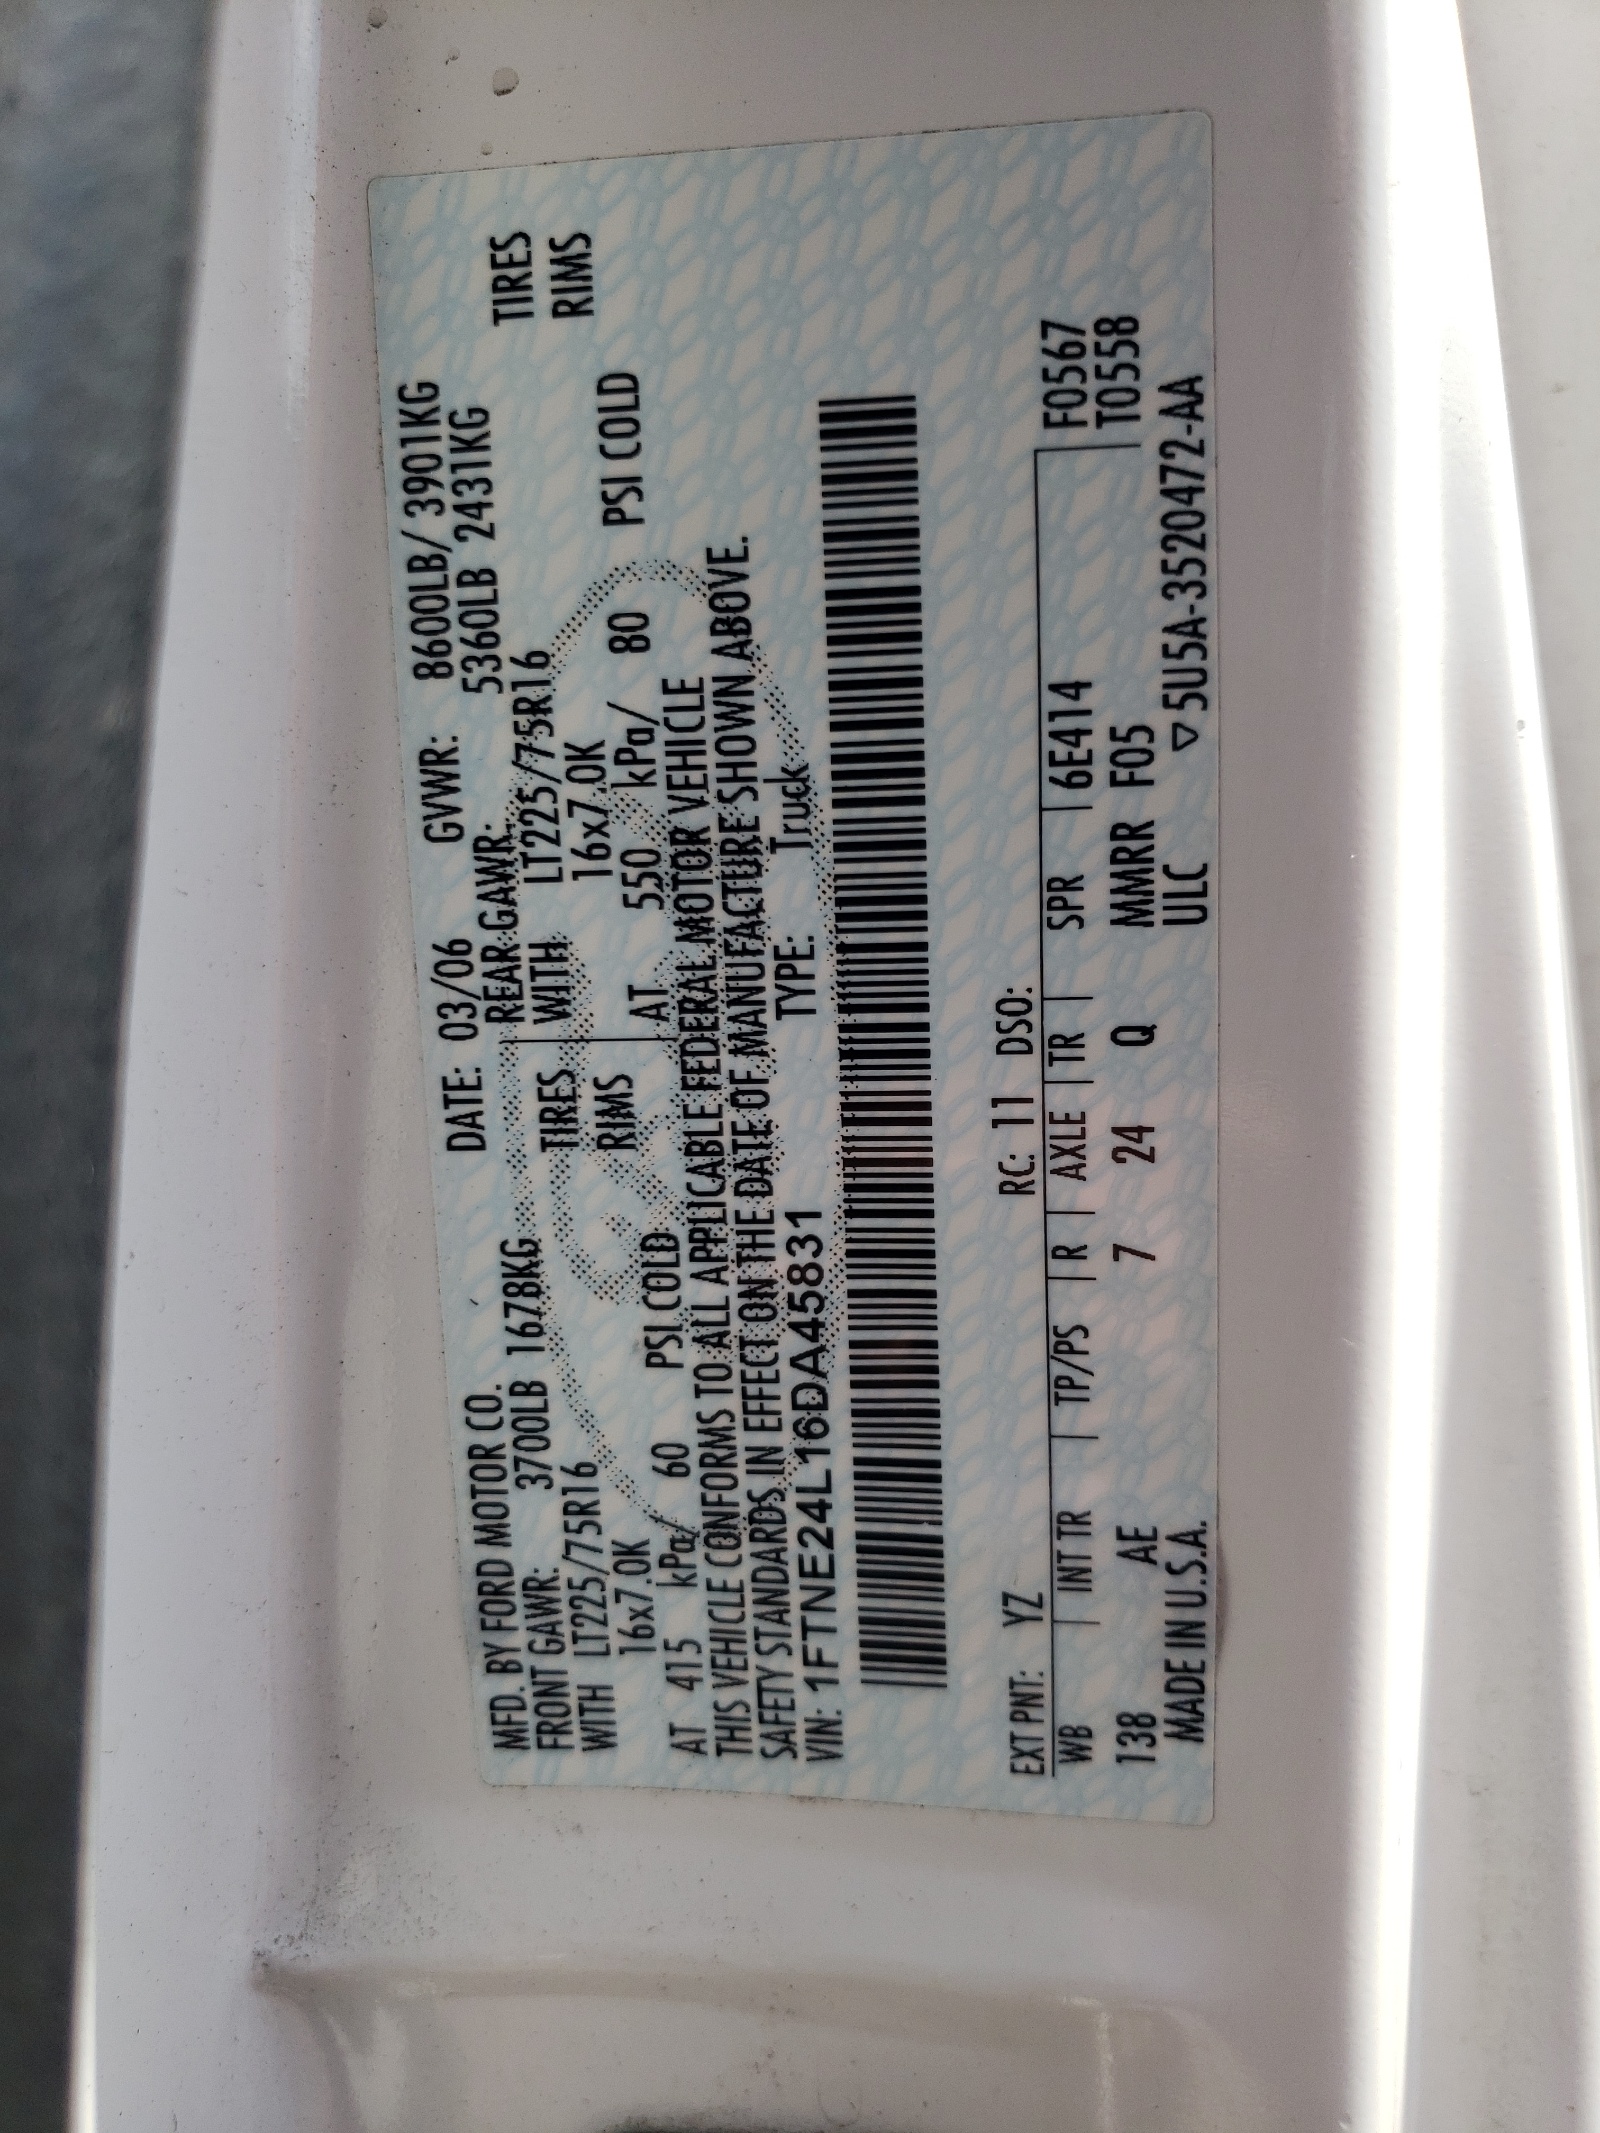 MFD. BY FORD MOTOR CO. DATE: 03/06 GVWR: 8600LB/ 3901KG
FRONT GAWR: 3700LB 1678KG REAR GAWR: 5360LB 2431KG
WITH LT225/75R16 TIRES WITH LT225/75R16 TIRES
16x7.0K RIMS 16x7.0K RIMS
AT 415 kPa/ 60 PSI COLD AT 550 kPa/ 80 PSI COLD
THIS VEHICLE CONFORMS TO ALL APPLICABLE FEDERAL MOTOR VEHICLE
SAFETY STANDARDS IN EFFECT ON THE DATE OF MANUFACTURE SHOWN ABOVE.
VIN: 1FTNE24L16DA45831 TYPE: Truck
EXT PNT: YZ RC: 11 DSO:
WB | INT TR | TP/PS | R | AXLE | TR | SPR | 6E414 F0567
138 AE 7 24 Q MMRR F05 T0558
MADE IN U.S.A. ULC ▽5U5A-3520472-AA